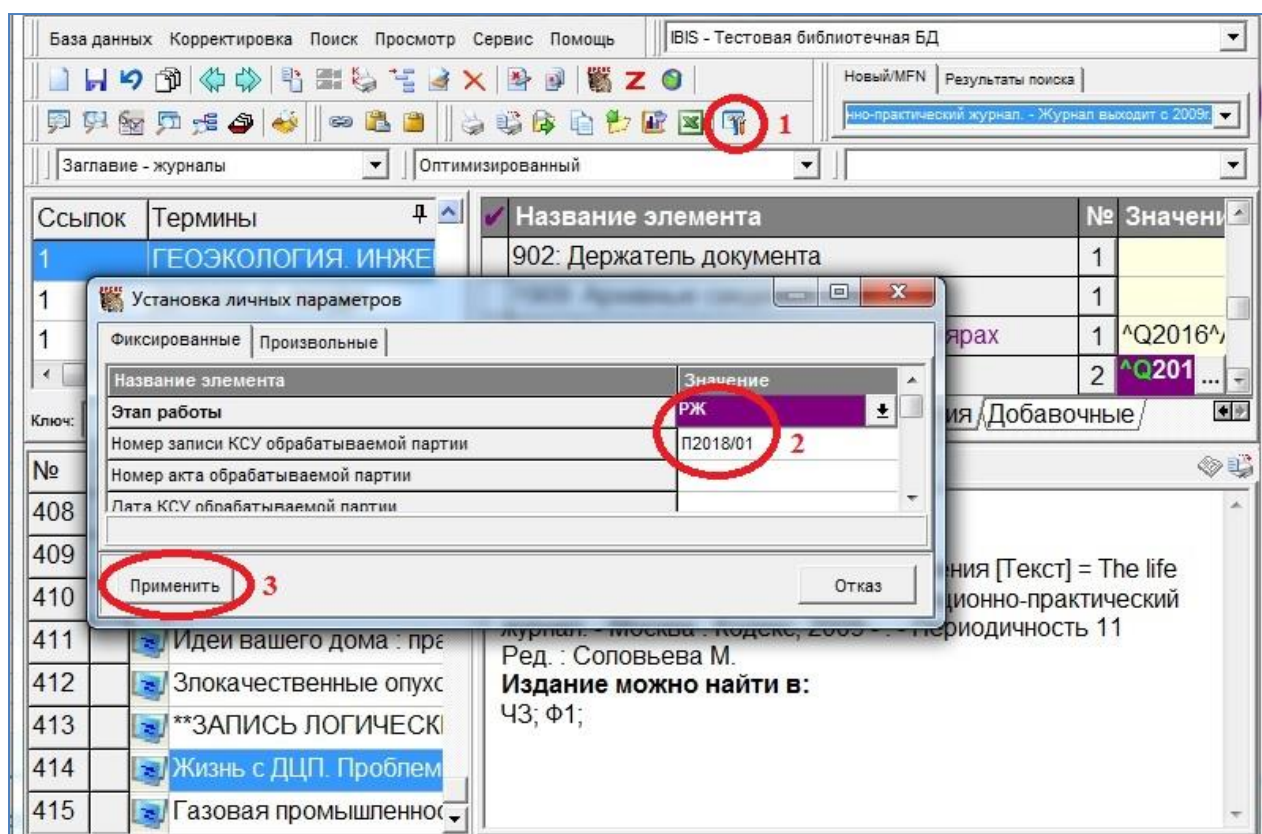 База данных Корректировка Поиск Просмотр Сервис Помощь
IBIS - Тестовая библиотечная БД
Новый/MFN Результаты поиска
1
нно-практический журнал. - Журнал выходит с 2009г.
Заглавие - журналы
Оптимизированный
Ссылок Термины
Название элемента № Значени
1 ГЕОЭКОЛОГИЯ. ИНЖЕ
902: Держатель документа 1
1
1
1
ярах 1 ^Q2016^
2 ^Q201 ...
Ключ:
ия Добавочные
Установка личных параметров
Фиксированные Произвольные
Название элемента Значение
Этап работы РЖ
Номер записи КСУ обрабатываемой партии П2018/01
2
Номер акта обрабатываемой партии
Дата КСУ обрабатываемой партии
Применить
3
Отказ
№
408
409
410
411 Идеи вашего дома : пра
412 Злокачественные опухо
413 **ЗАПИСЬ ЛОГИЧЕСКИ
414 Жизнь с ДЦП. Проблем
415 Газовая промышленнос
ния [Текст] = The life
ционно-практический
журнал. - Москва : Кодекс, 2009 - . - Периодичность 11
Ред. : Соловьева М.
Издание можно найти в:
ЧЗ; Ф1;